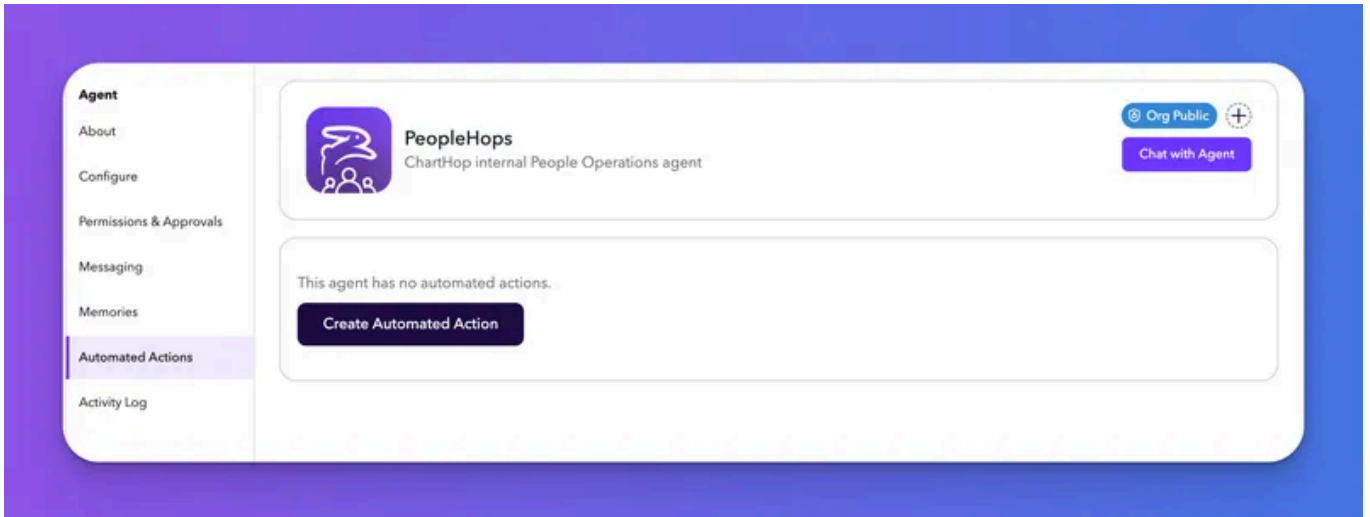 Agent
About
Configure
Permissions & Approvals
Messaging
Memories
Automated Actions
Activity Log
PeopleHops
ChartHop internal People Operations agent
Org Public
Chat with Agent
This agent has no automated actions.
Create Automated Action